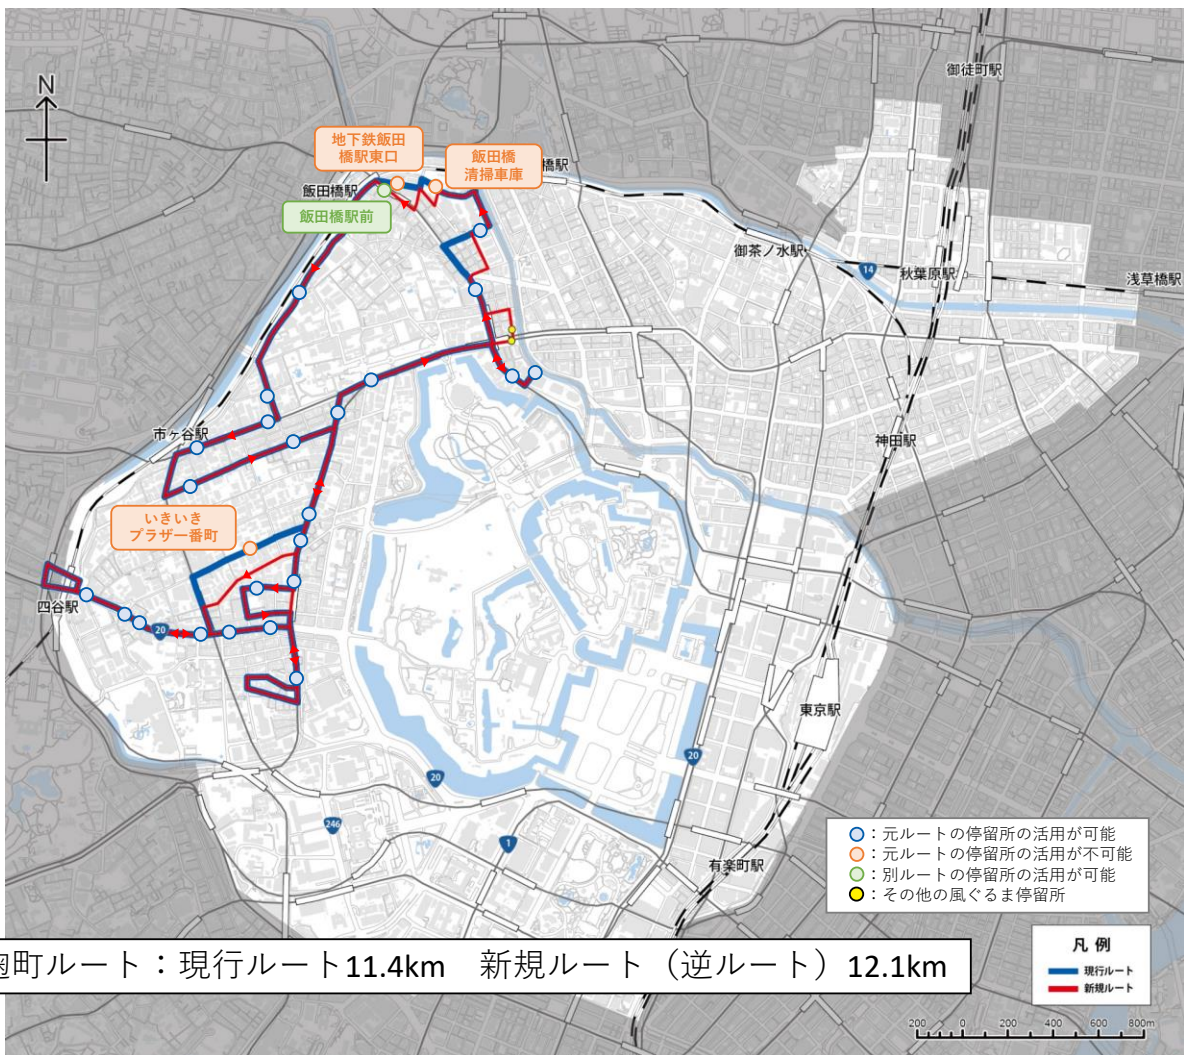 N
御徒町駅
地下鉄飯田
橋駅東口
飯田橋
清掃車庫
橋駅
飯田橋駅
飯田橋駅前
御茶ノ水駅
14
秋葉原駅
浅草橋駅
市ヶ谷駅
神田駅
いきいき
プラザ一番町
四谷駅
20
東京駅
20
20
246
1
有楽町駅
：元ルートの停留所の活用が可能
：元ルートの停留所の活用が不可能
：別ルートの停留所の活用が可能
：その他の風ぐるま停留所
町ルート：現行ルート11.4km　新規ルート（逆ルート）12.1km
凡 例
現行ルート
新規ルート
200 0 200 400 600 800m